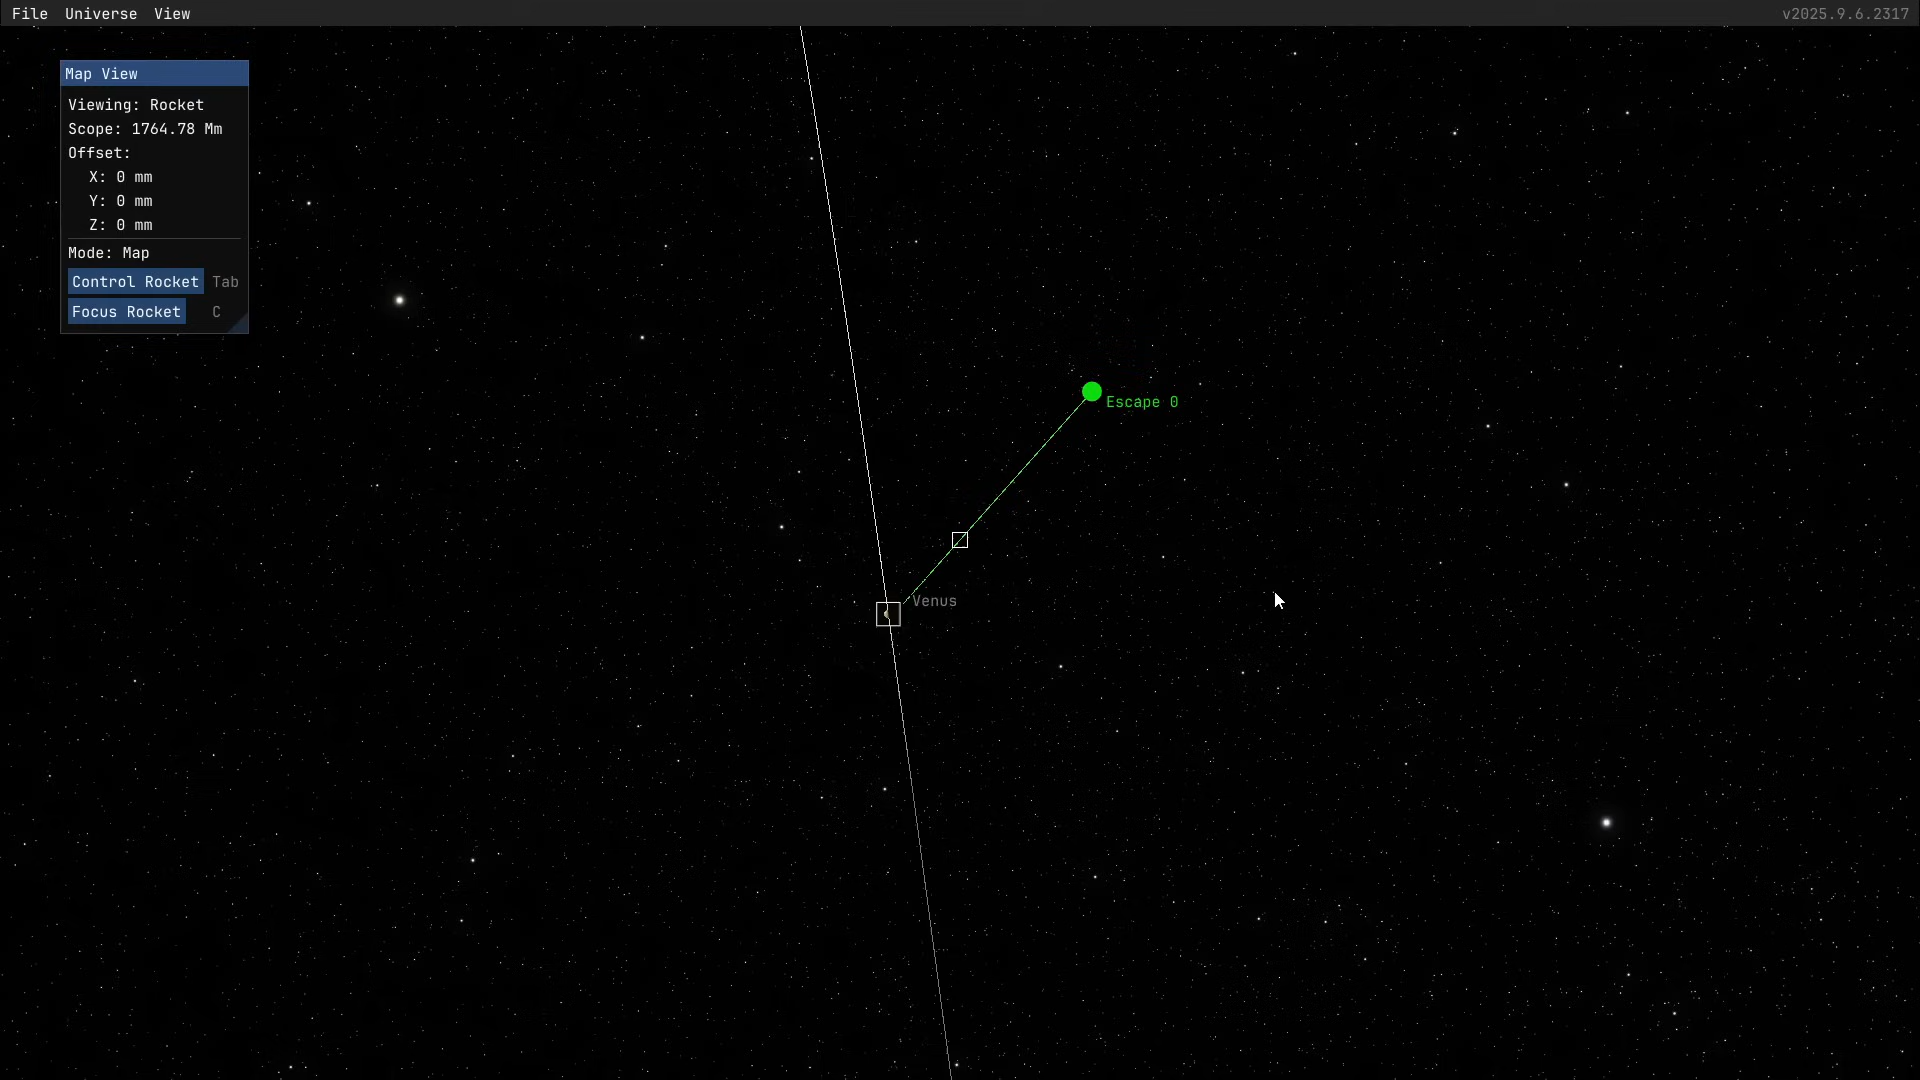 File Universe View
v2025.9.6.2317
Map View
Viewing: Rocket
Scope: 1764.78 Mm
Offset:
X: 0 mm
Y: 0 mm
Z: 0 mm
Mode: Map
Control Rocket Tab
Focus Rocket C
Escape 0
Venus